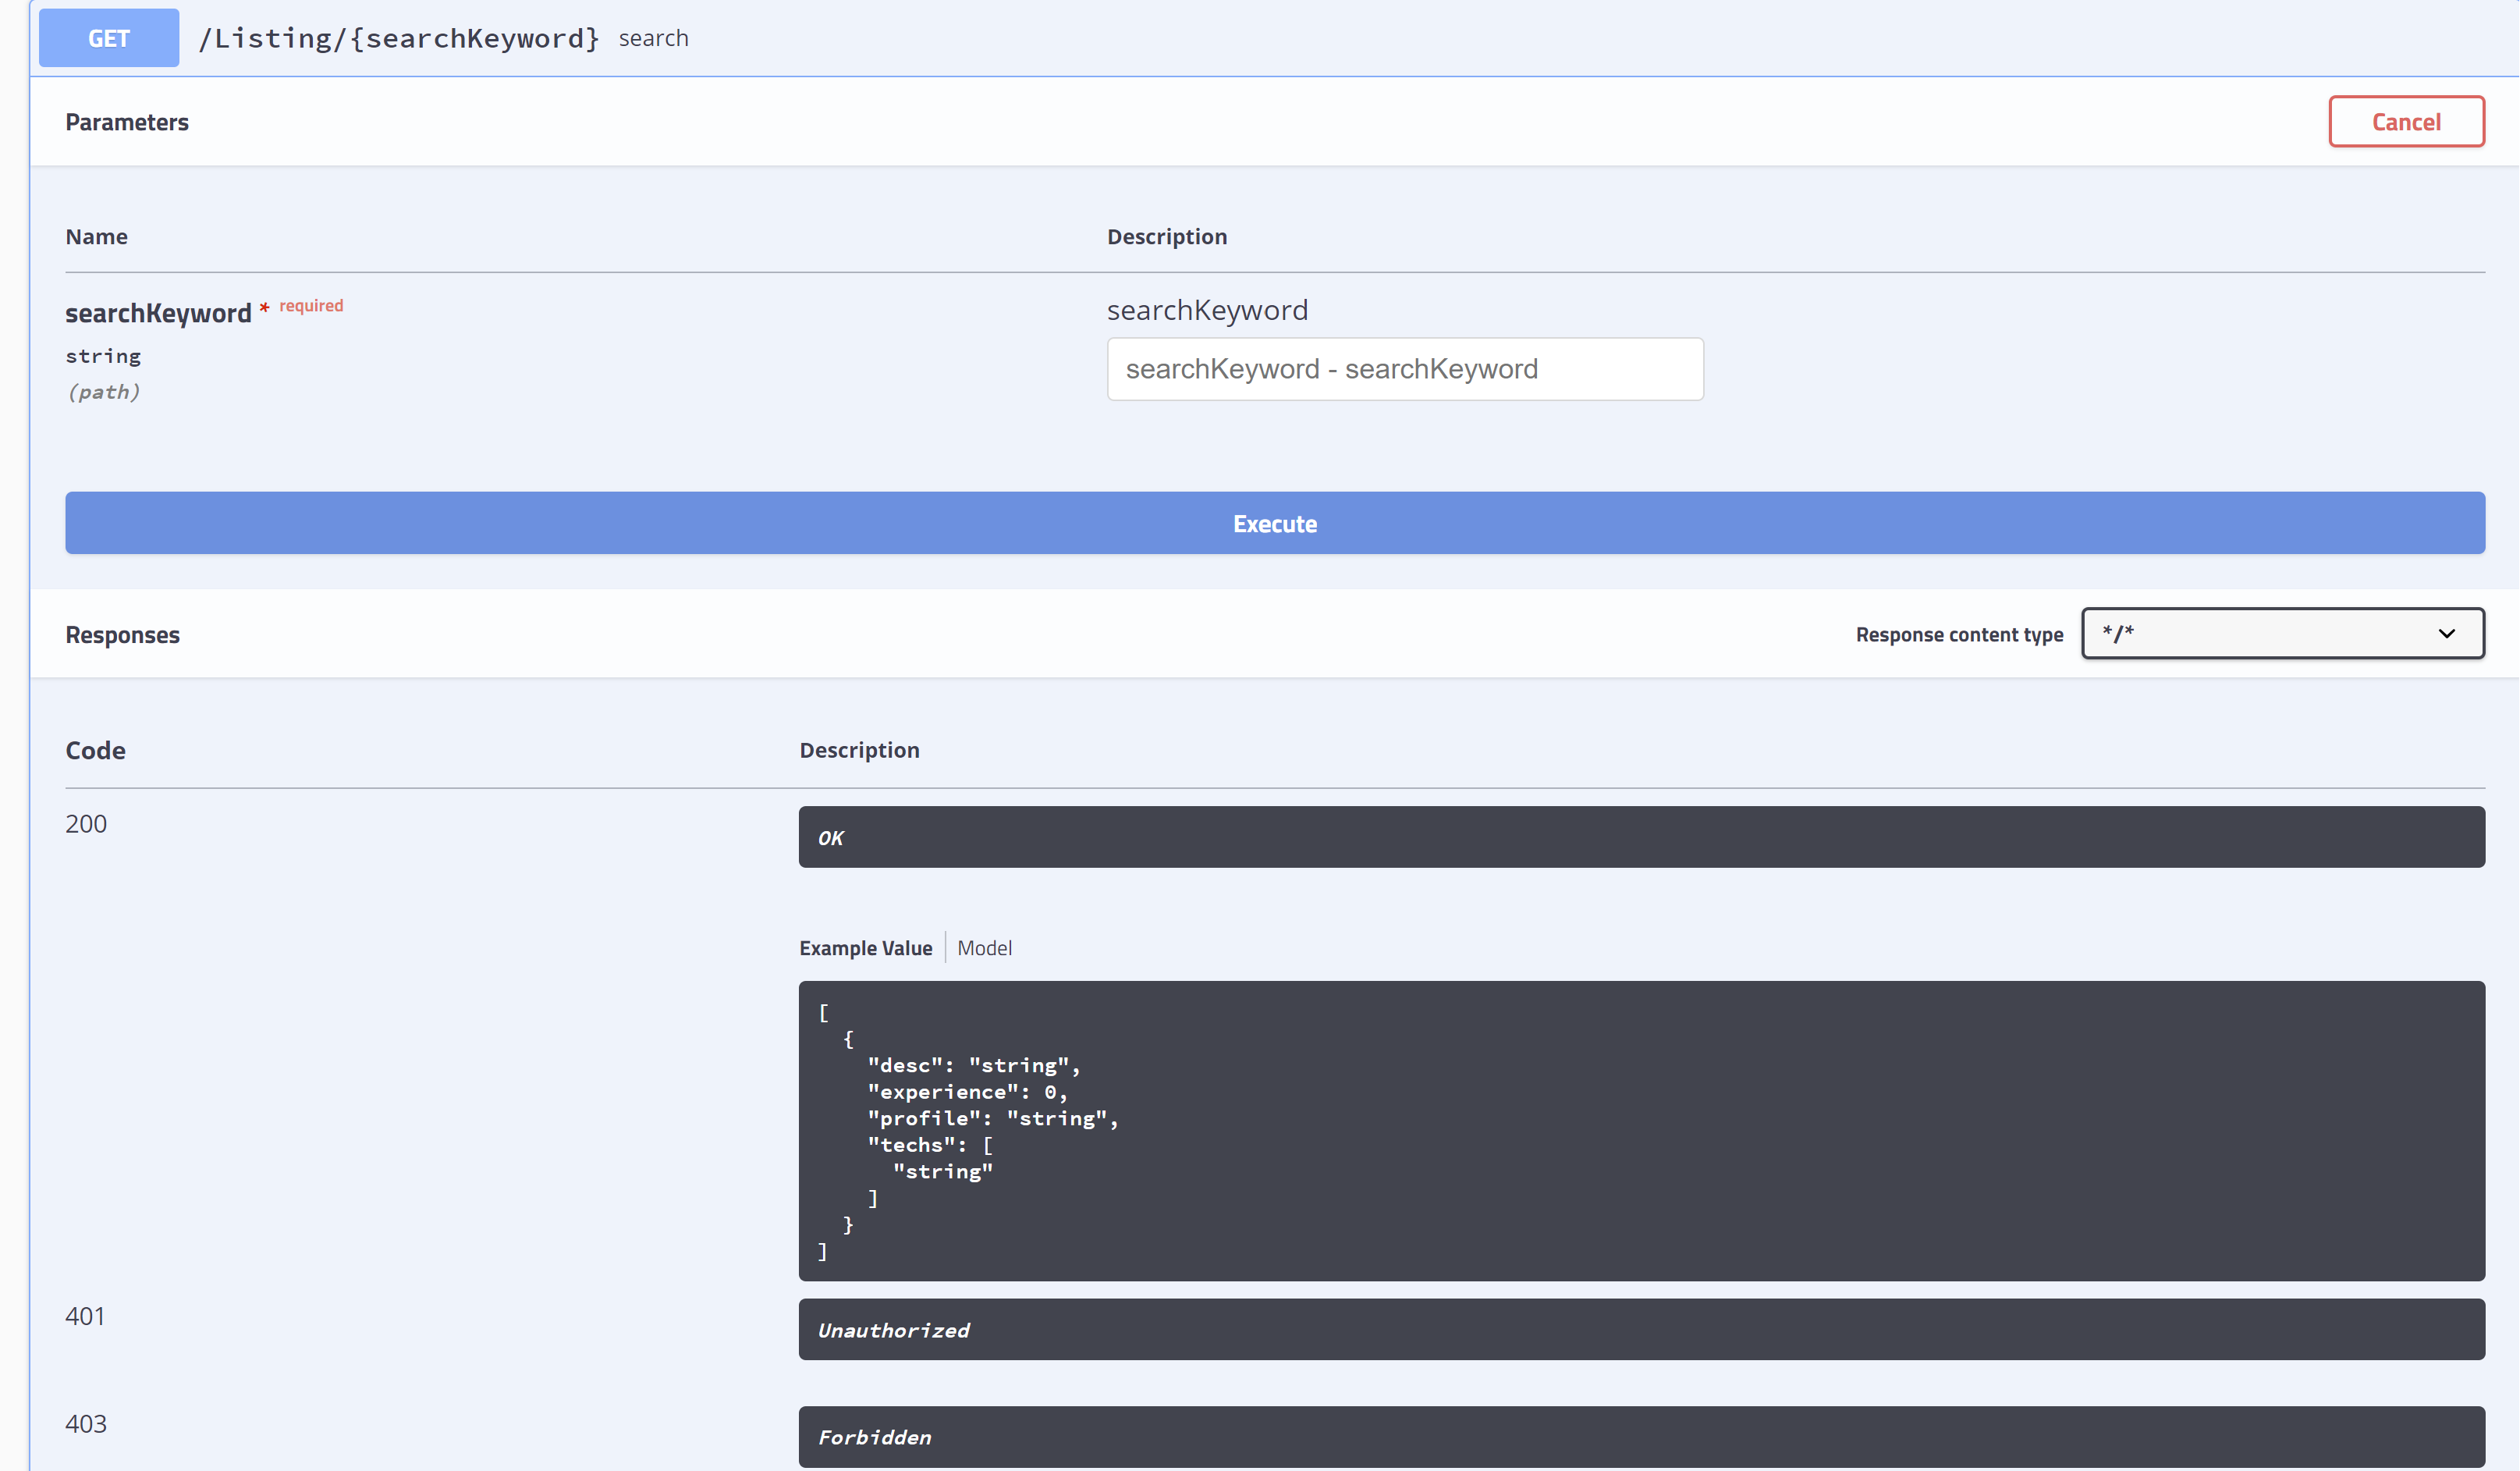 GET /Listing/{searchKeyword} search
Parameters Cancel
Name Description
searchKeyword * required searchKeyword
string searchKeyword - searchKeyword
(path)
Execute
Responses Response content type */*
Code Description
200 OK
Example Value Model
[
  {
    "desc": "string",
    "experience": 0,
    "profile": "string",
    "techs": [
      "string"
    ]
  }
]
401 Unauthorized
403 Forbidden